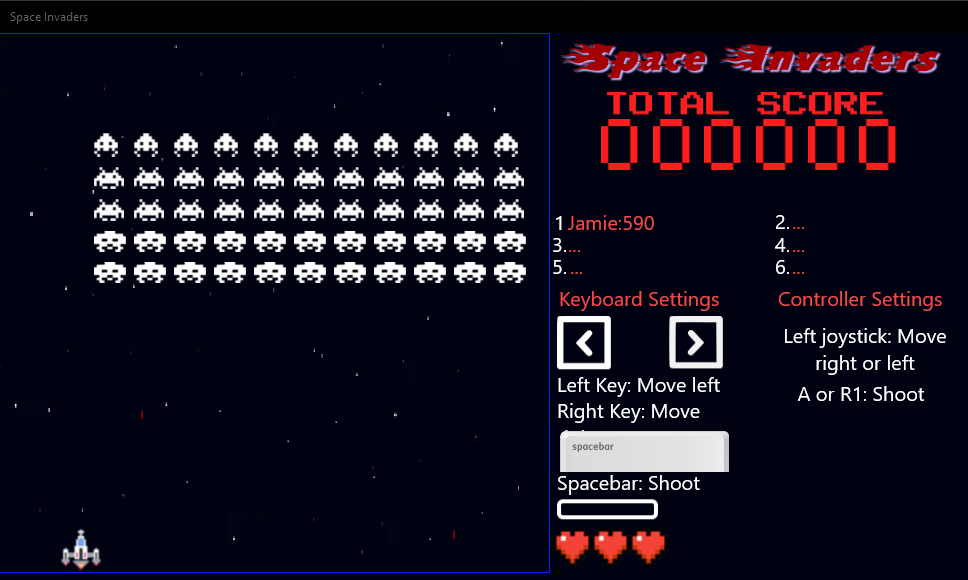 Space Invaders
Space Invaders
TOTAL SCORE
000000
1 Jamie:590
2. ...
3. ...
4. ...
5. ...
6. ...
Keyboard Settings
Left Key: Move left
Right Key: Move
spacebar
Spacebar: Shoot
Controller Settings
Left joystick: Move
right or left
A or R1: Shoot